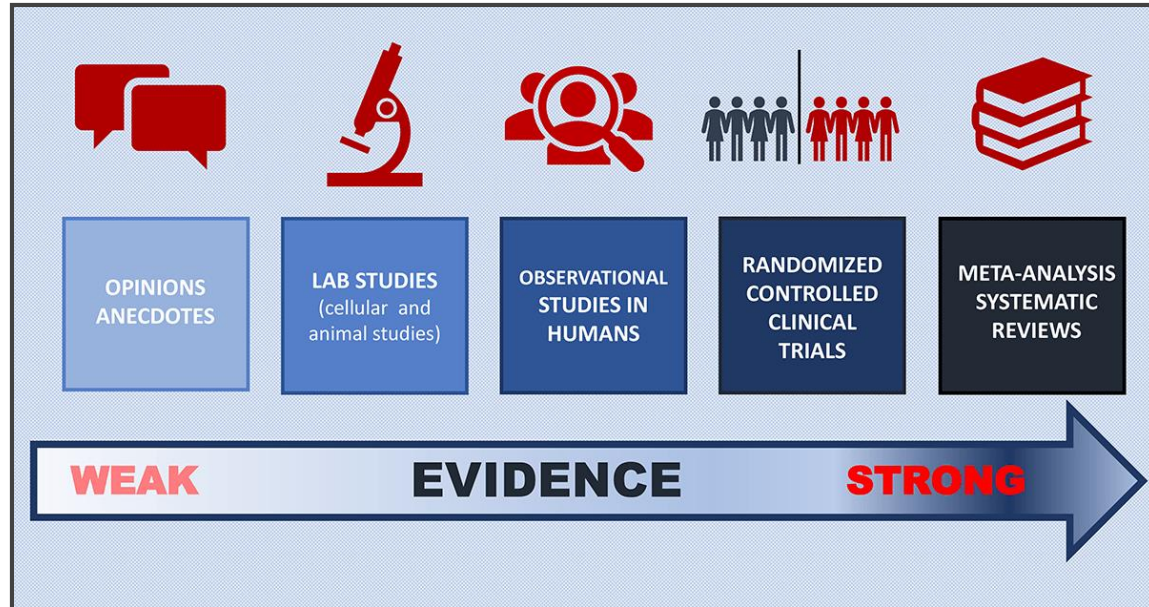 OPINIONS
ANECDOTES
LAB STUDIES
(cellular and
animal studies)
OBSERVATIONAL
STUDIES IN
HUMANS
RANDOMIZED
CONTROLLED
CLINICAL
TRIALS
META-ANALYSIS
SYSTEMATIC
REVIEWS
WEAK EVIDENCE STRONG